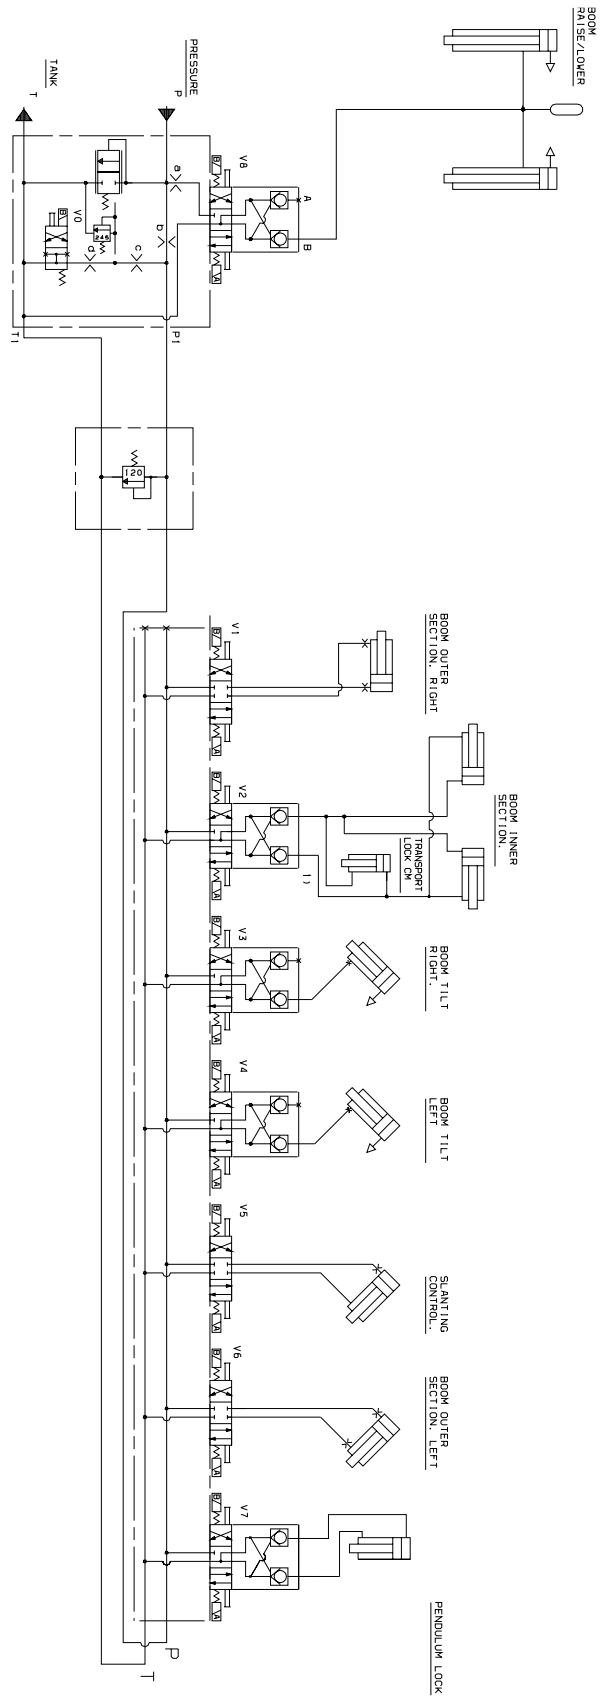 BOOM
RAISE/LOWER
PRESSURE
P
TANK
T
V8
B
A
A
B
a
b
c
d
V0
B
245
T1
P1
120
BOOM OUTER
SECTION. RIGHT
V1
B
A
BOOM INNER
SECTION.
V2
B
A
1)
TRANSPORT
LOCK CM
BOOM TILT
RIGHT.
V3
B
A
BOOM TILT
LEFT
V4
B
A
SLANTING
CONTROL.
V5
B
A
BOOM OUTER
SECTION. LEFT
V6
B
A
PENDULUM LOCK
V7
B
A
P
T